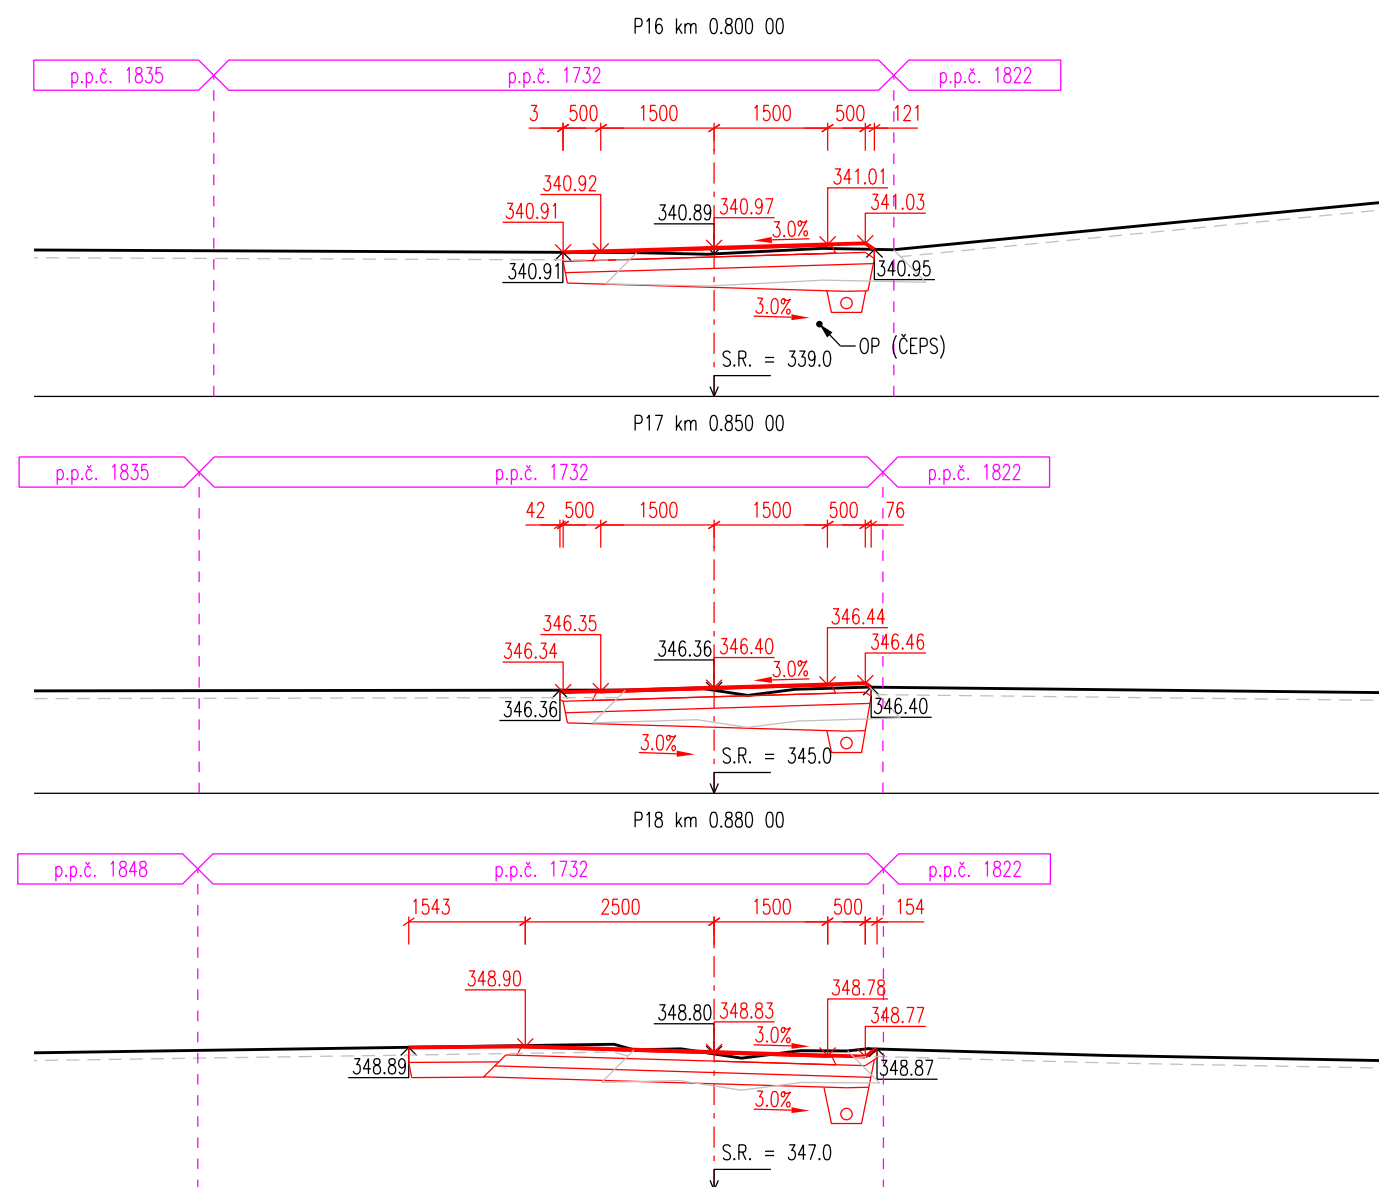 P16 km 0.800 00
p.p.č. 1835
p.p.č. 1732
p.p.č. 1822
3 500 1500 1500 500 121
340.92
341.01
340.91
340.89
340.97
341.03
3.0%
340.91
340.95
3.0%
OP (ČEPS)
S.R. = 339.0
P17 km 0.850 00
p.p.č. 1835
p.p.č. 1732
p.p.č. 1822
42 500 1500 1500 500 76
346.35
346.44
346.34
346.36
346.40
346.46
3.0%
346.36
346.40
3.0%
S.R. = 345.0
P18 km 0.880 00
p.p.č. 1848
p.p.č. 1732
p.p.č. 1822
1543 2500 1500 500 154
348.90
348.78
348.80
348.83
348.77
3.0%
348.89
348.87
3.0%
S.R. = 347.0